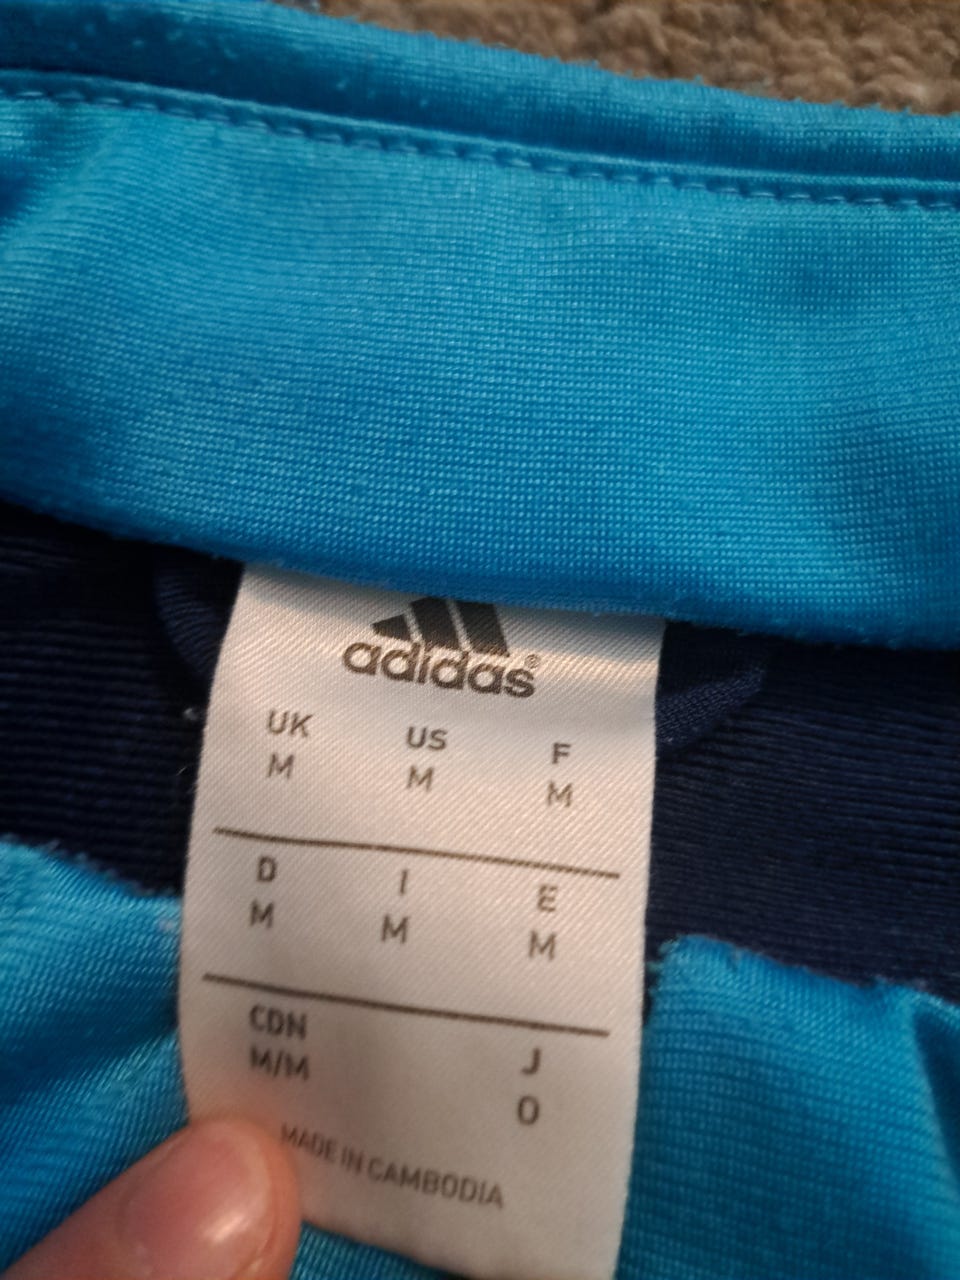 adidas®
UK US F
M M M
D I E
M M M
CDN J
M/M O
MADE IN CAMBODIA